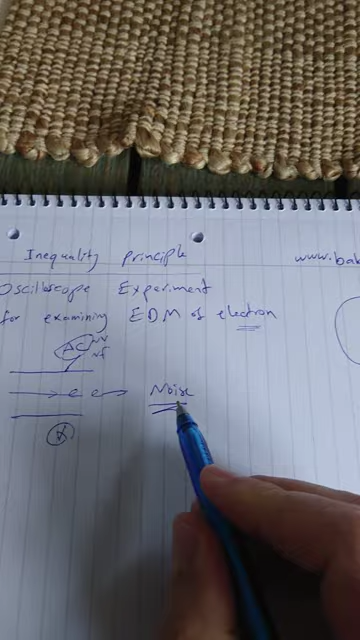 Inequality principle
www.bak
Oscilloscope Experiment
for examining EDM of electron
AC
e e Noise